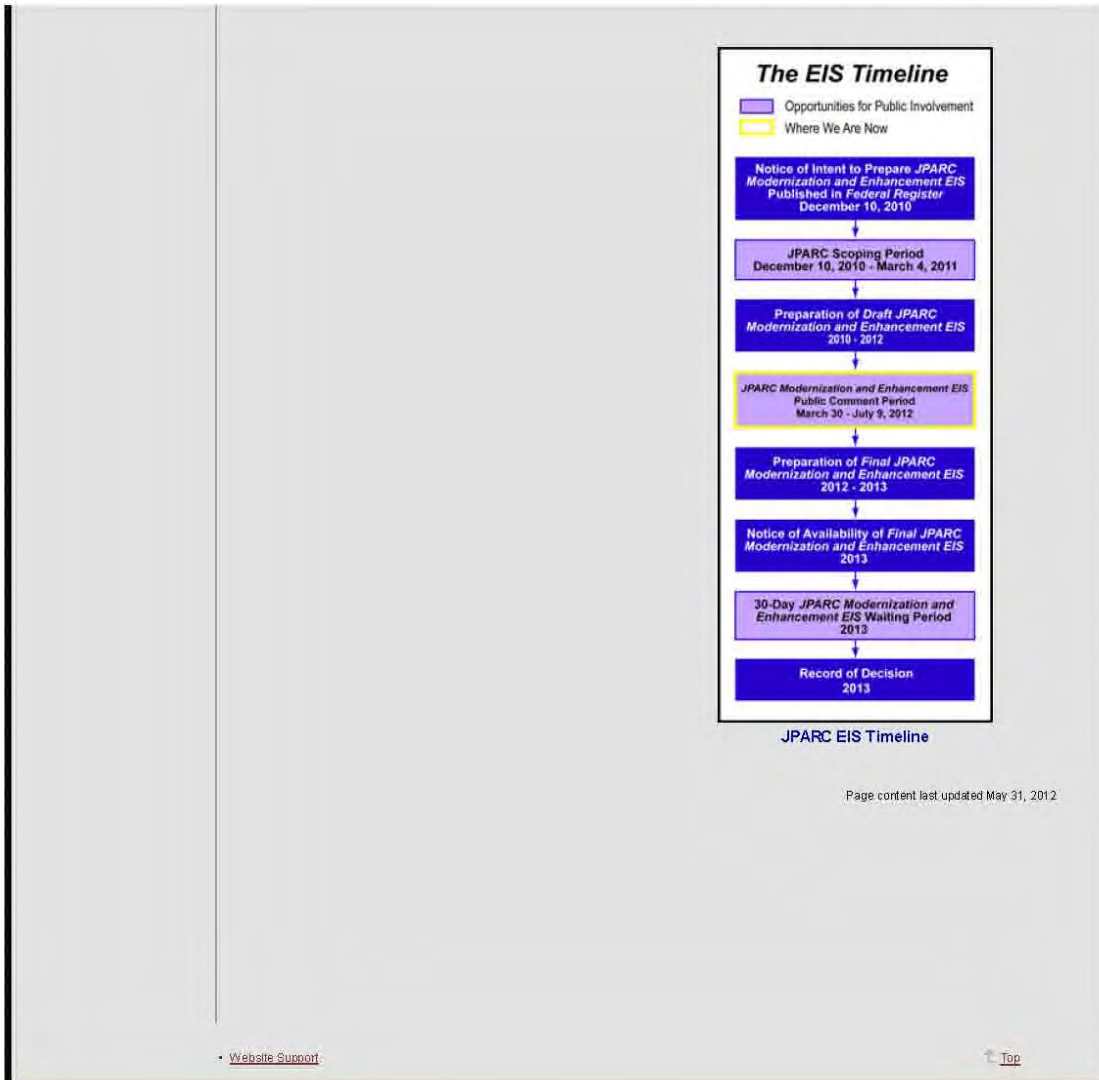 The EIS Timeline
Opportunities for Public Involvement
Where We Are Now
Notice of Intent to Prepare JPARC
Modernization and Enhancement EIS
Published in Federal Register
December 10, 2010
JPARC Scoping Period
December 10, 2010 - March 4, 2011
Preparation of Draft JPARC
Modernization and Enhancement EIS
2010 - 2012
JPARC Modernization and Enhancement EIS
Public Comment Period
March 30 - July 9, 2012
Preparation of Final JPARC
Modernization and Enhancement EIS
2012 - 2013
Notice of Availability of Final JPARC
Modernization and Enhancement EIS
2013
30-Day JPARC Modernization and
Enhancement EIS Waiting Period
2013
Record of Decision
2013
JPARC EIS Timeline
Page content last updated May 31, 2012
• Website Support
Top